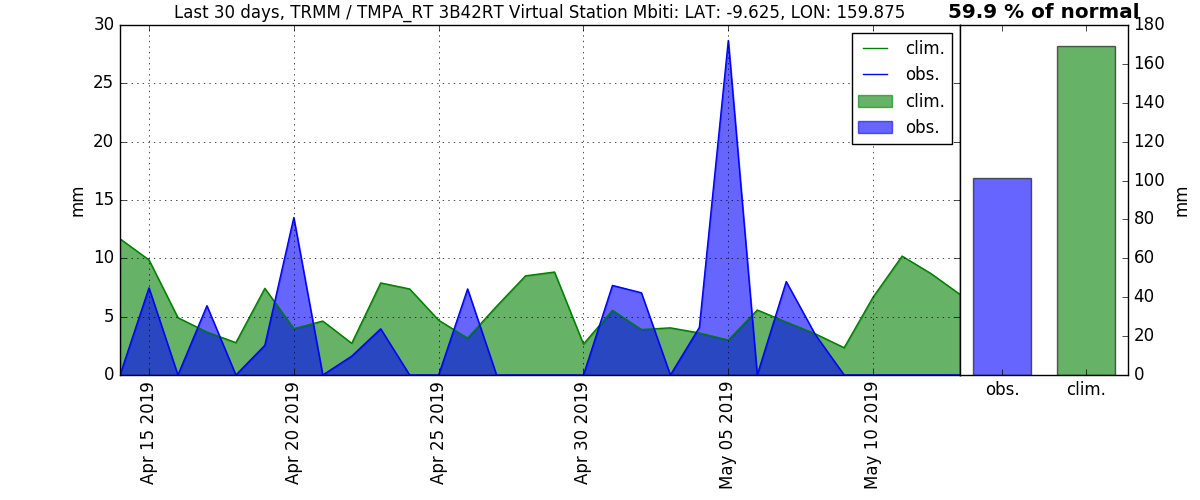 Last 30 days, TRMM / TMPA_RT 3B42RT Virtual Station Mbiti: LAT: -9.625, LON: 159.875
59.9 % of normal
30
25
20
15
10
5
0
mm
clim.
obs.
clim.
obs.
Apr 15 2019
Apr 20 2019
Apr 25 2019
Apr 30 2019
May 05 2019
May 10 2019
180
160
140
120
100
80
60
40
20
0
mm
obs.
clim.